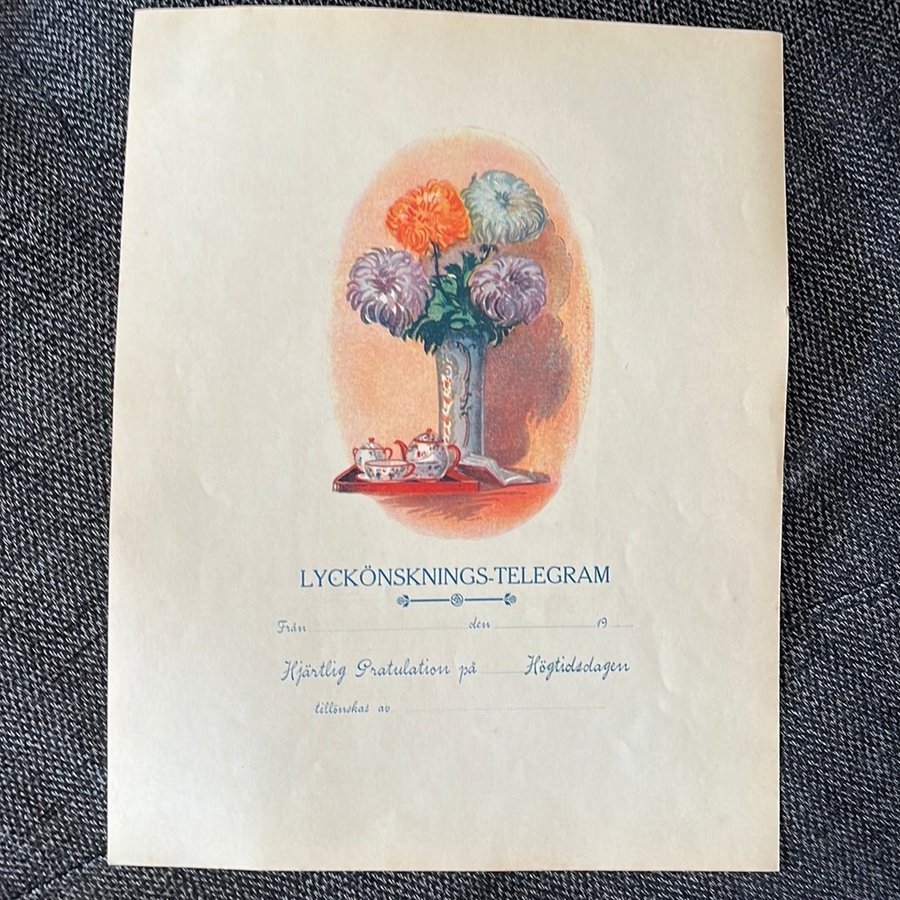 LYCKÖNSKNINGS-TELEGRAM
Från den 19
Hjärtlig Gratulation på Högtidsdagen
tillönskas av